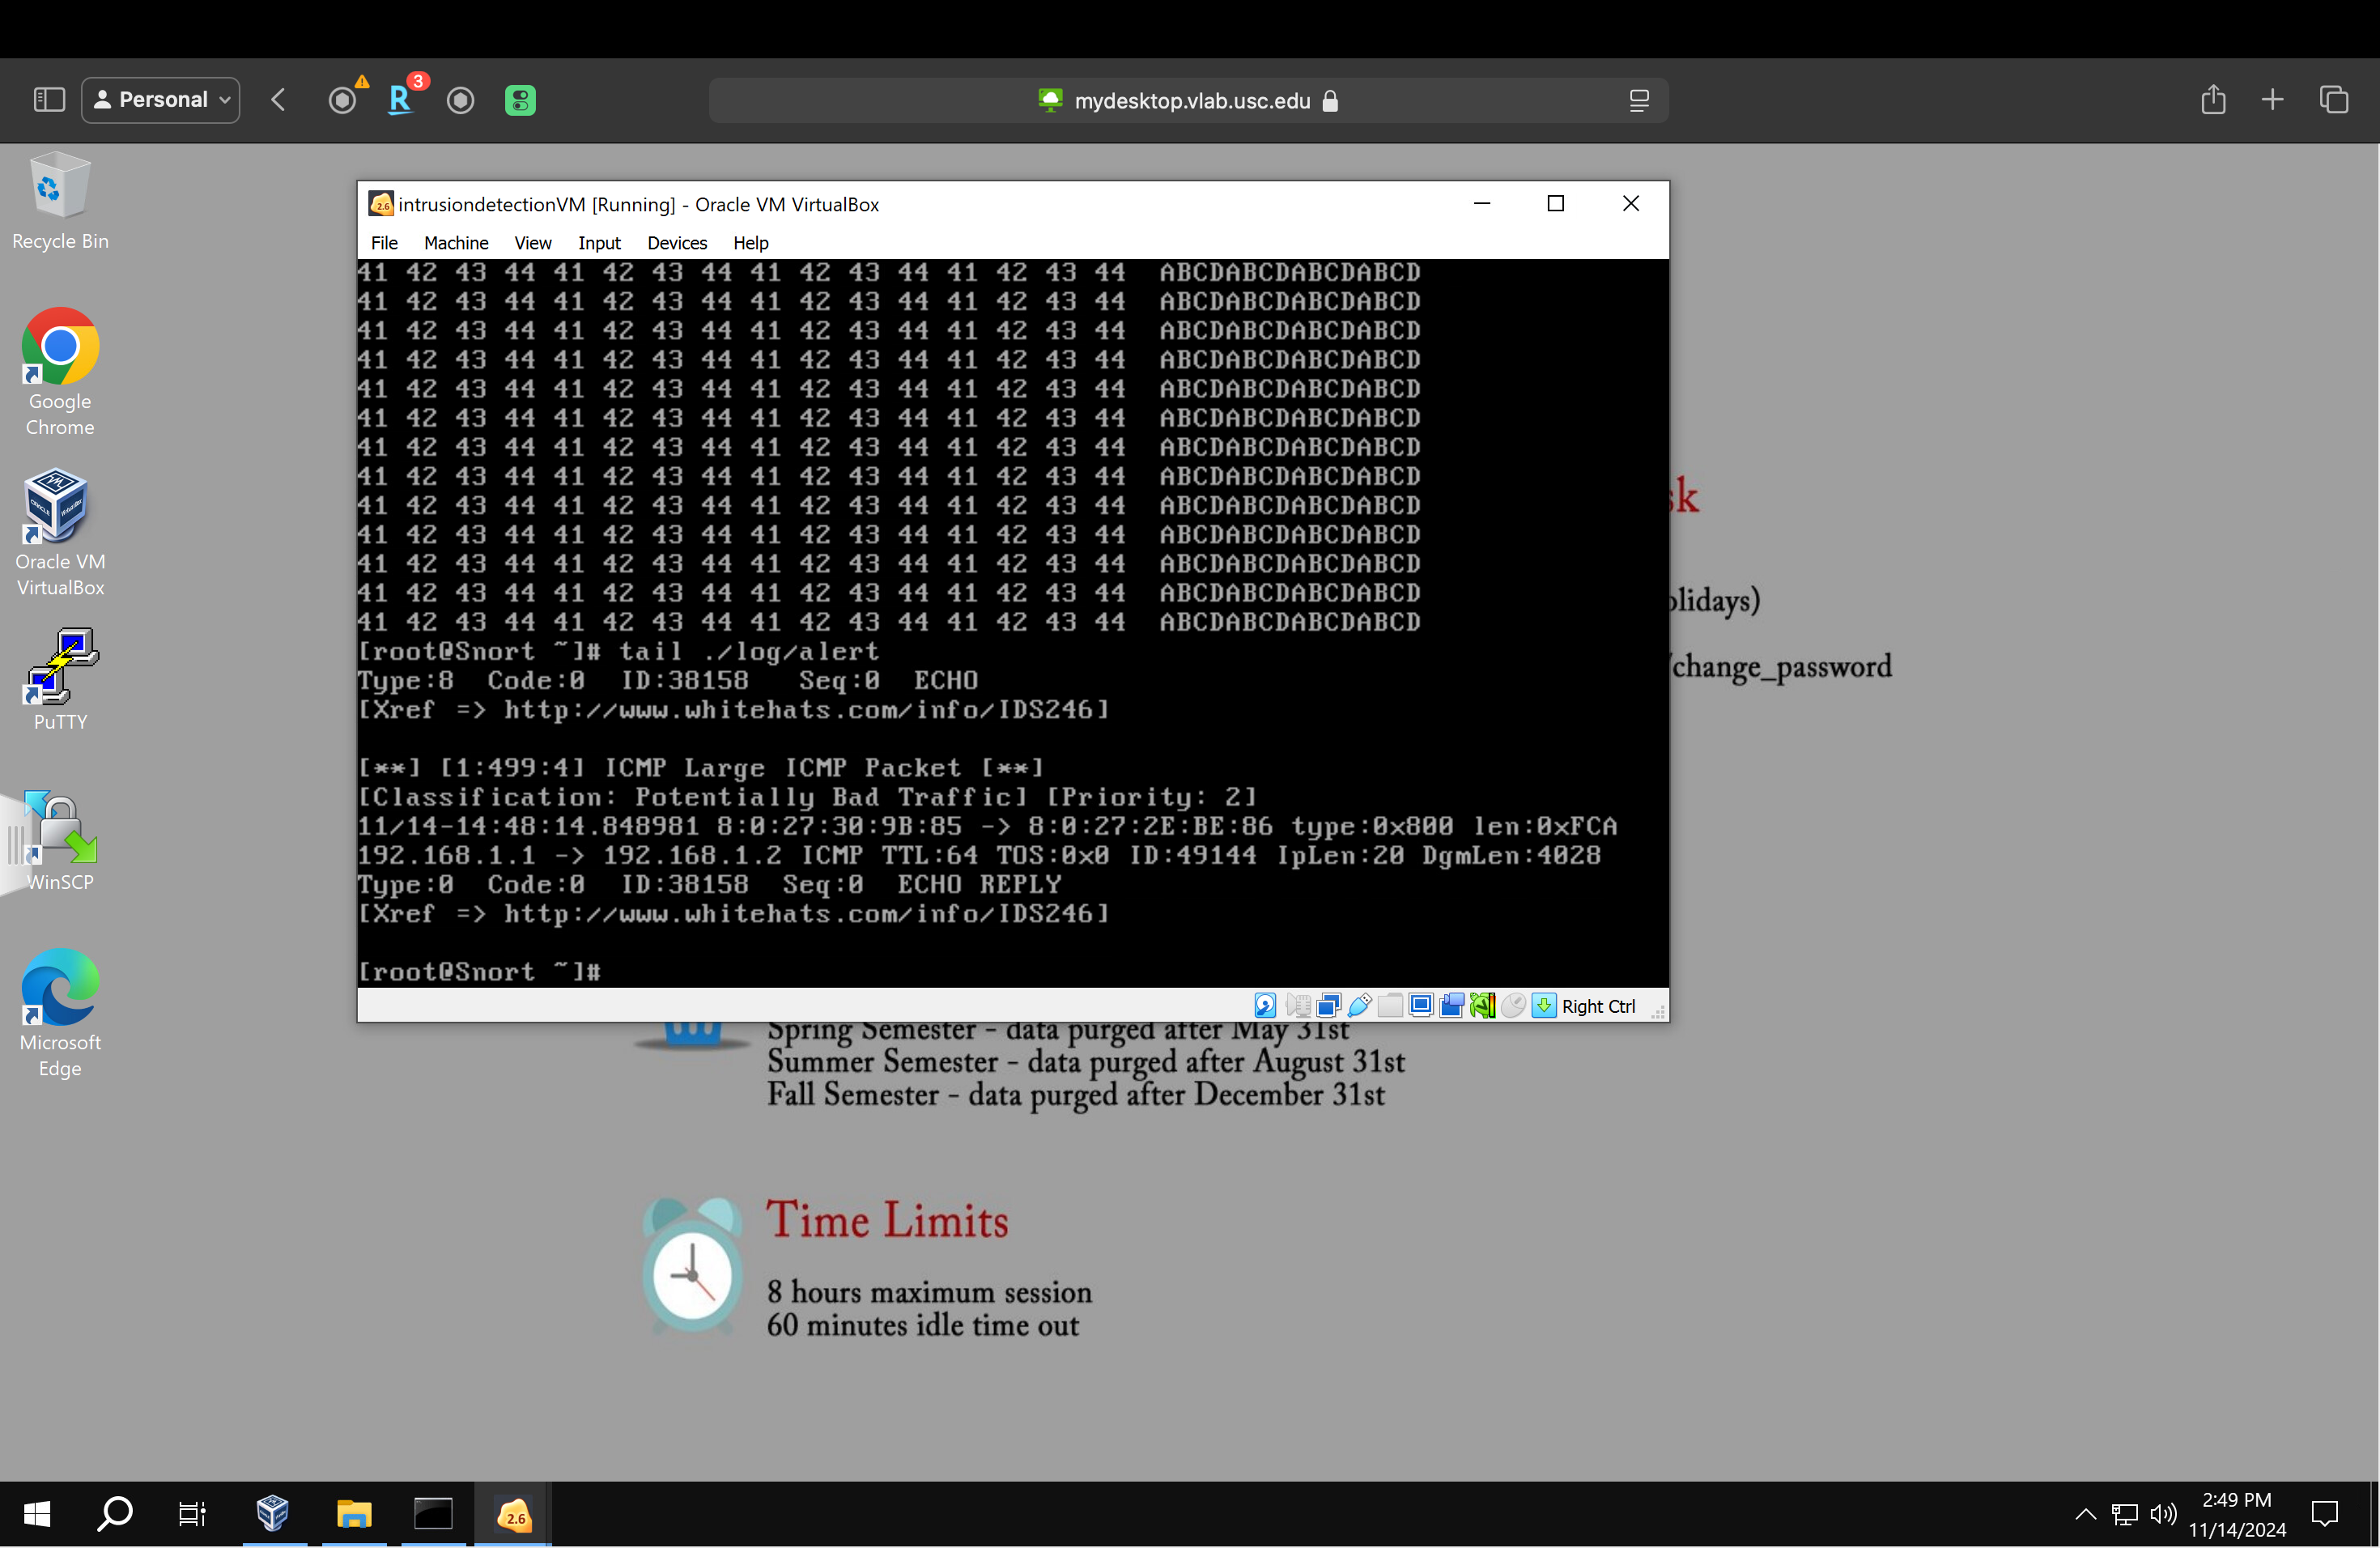 Personal
3
mydesktop.vlab.usc.edu
Recycle Bin
Google
Chrome
Oracle VM
VirtualBox
PuTTY
WinSCP
Microsoft
Edge
2.6
intrusiondetectionVM [Running] - Oracle VM VirtualBox
File Machine View Input Devices Help
41 42 43 44 41 42 43 44 41 42 43 44 41 42 43 44 ABCDABCDABCDABCD
41 42 43 44 41 42 43 44 41 42 43 44 41 42 43 44 ABCDABCDABCDABCD
41 42 43 44 41 42 43 44 41 42 43 44 41 42 43 44 ABCDABCDABCDABCD
41 42 43 44 41 42 43 44 41 42 43 44 41 42 43 44 ABCDABCDABCDABCD
41 42 43 44 41 42 43 44 41 42 43 44 41 42 43 44 ABCDABCDABCDABCD
41 42 43 44 41 42 43 44 41 42 43 44 41 42 43 44 ABCDABCDABCDABCD
41 42 43 44 41 42 43 44 41 42 43 44 41 42 43 44 ABCDABCDABCDABCD
41 42 43 44 41 42 43 44 41 42 43 44 41 42 43 44 ABCDABCDABCDABCD
41 42 43 44 41 42 43 44 41 42 43 44 41 42 43 44 ABCDABCDABCDABCD
41 42 43 44 41 42 43 44 41 42 43 44 41 42 43 44 ABCDABCDABCDABCD
41 42 43 44 41 42 43 44 41 42 43 44 41 42 43 44 ABCDABCDABCDABCD
41 42 43 44 41 42 43 44 41 42 43 44 41 42 43 44 ABCDABCDABCDABCD
41 42 43 44 41 42 43 44 41 42 43 44 41 42 43 44 ABCDABCDABCDABCD
[root@Snort ~]# tail ./log/alert
Type:8 Code:0 ID:38158 Seq:0 ECHO
[Xref => http://www.whitehats.com/info/IDS246]
[**] [1:499:4] ICMP Large ICMP Packet [**]
[Classification: Potentially Bad Traffic] [Priority: 2]
11/14-14:48:14.848981 8:0:27:30:9B:85 -> 8:0:27:2E:BE:86 type:0x800 len:0xFCA
192.168.1.1 -> 192.168.1.2 ICMP TTL:64 TOS:0x0 ID:49144 IpLen:20 DgmLen:4028
Type:0 Code:0 ID:38158 Seq:0 ECHO REPLY
[Xref => http://www.whitehats.com/info/IDS246]
[root@Snort ~]#
Right Ctrl
sk
olidays)
/change_password
Spring Semester - data purged after May 31st
Summer Semester - data purged after August 31st
Fall Semester - data purged after December 31st
Time Limits
8 hours maximum session
60 minutes idle time out
2.6
2:49 PM
11/14/2024